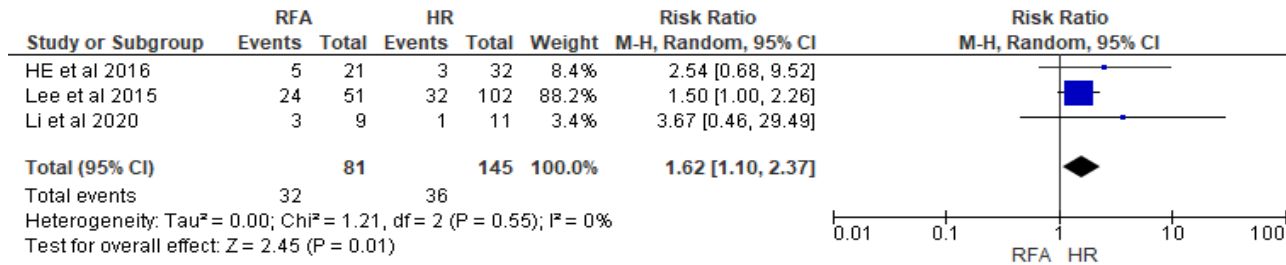 RFA HR Risk Ratio Risk Ratio
Study or Subgroup Events Total Events Total Weight M-H, Random, 95% CI M-H, Random, 95% CI
HE et al 2016 5 21 3 32 8.4% 2.54 [0.68, 9.52]
Lee et al 2015 24 51 32 102 88.2% 1.50 [1.00, 2.26]
Li et al 2020 3 9 1 11 3.4% 3.67 [0.46, 29.49]
Total (95% CI) 81 145 100.0% 1.62 [1.10, 2.37]
Total events 32 36
Heterogeneity: Tau² = 0.00; Chi² = 1.21, df = 2 (P = 0.55); I² = 0%
Test for overall effect: Z = 2.45 (P = 0.01)
0.01 0.1 1 10 100
RFA HR